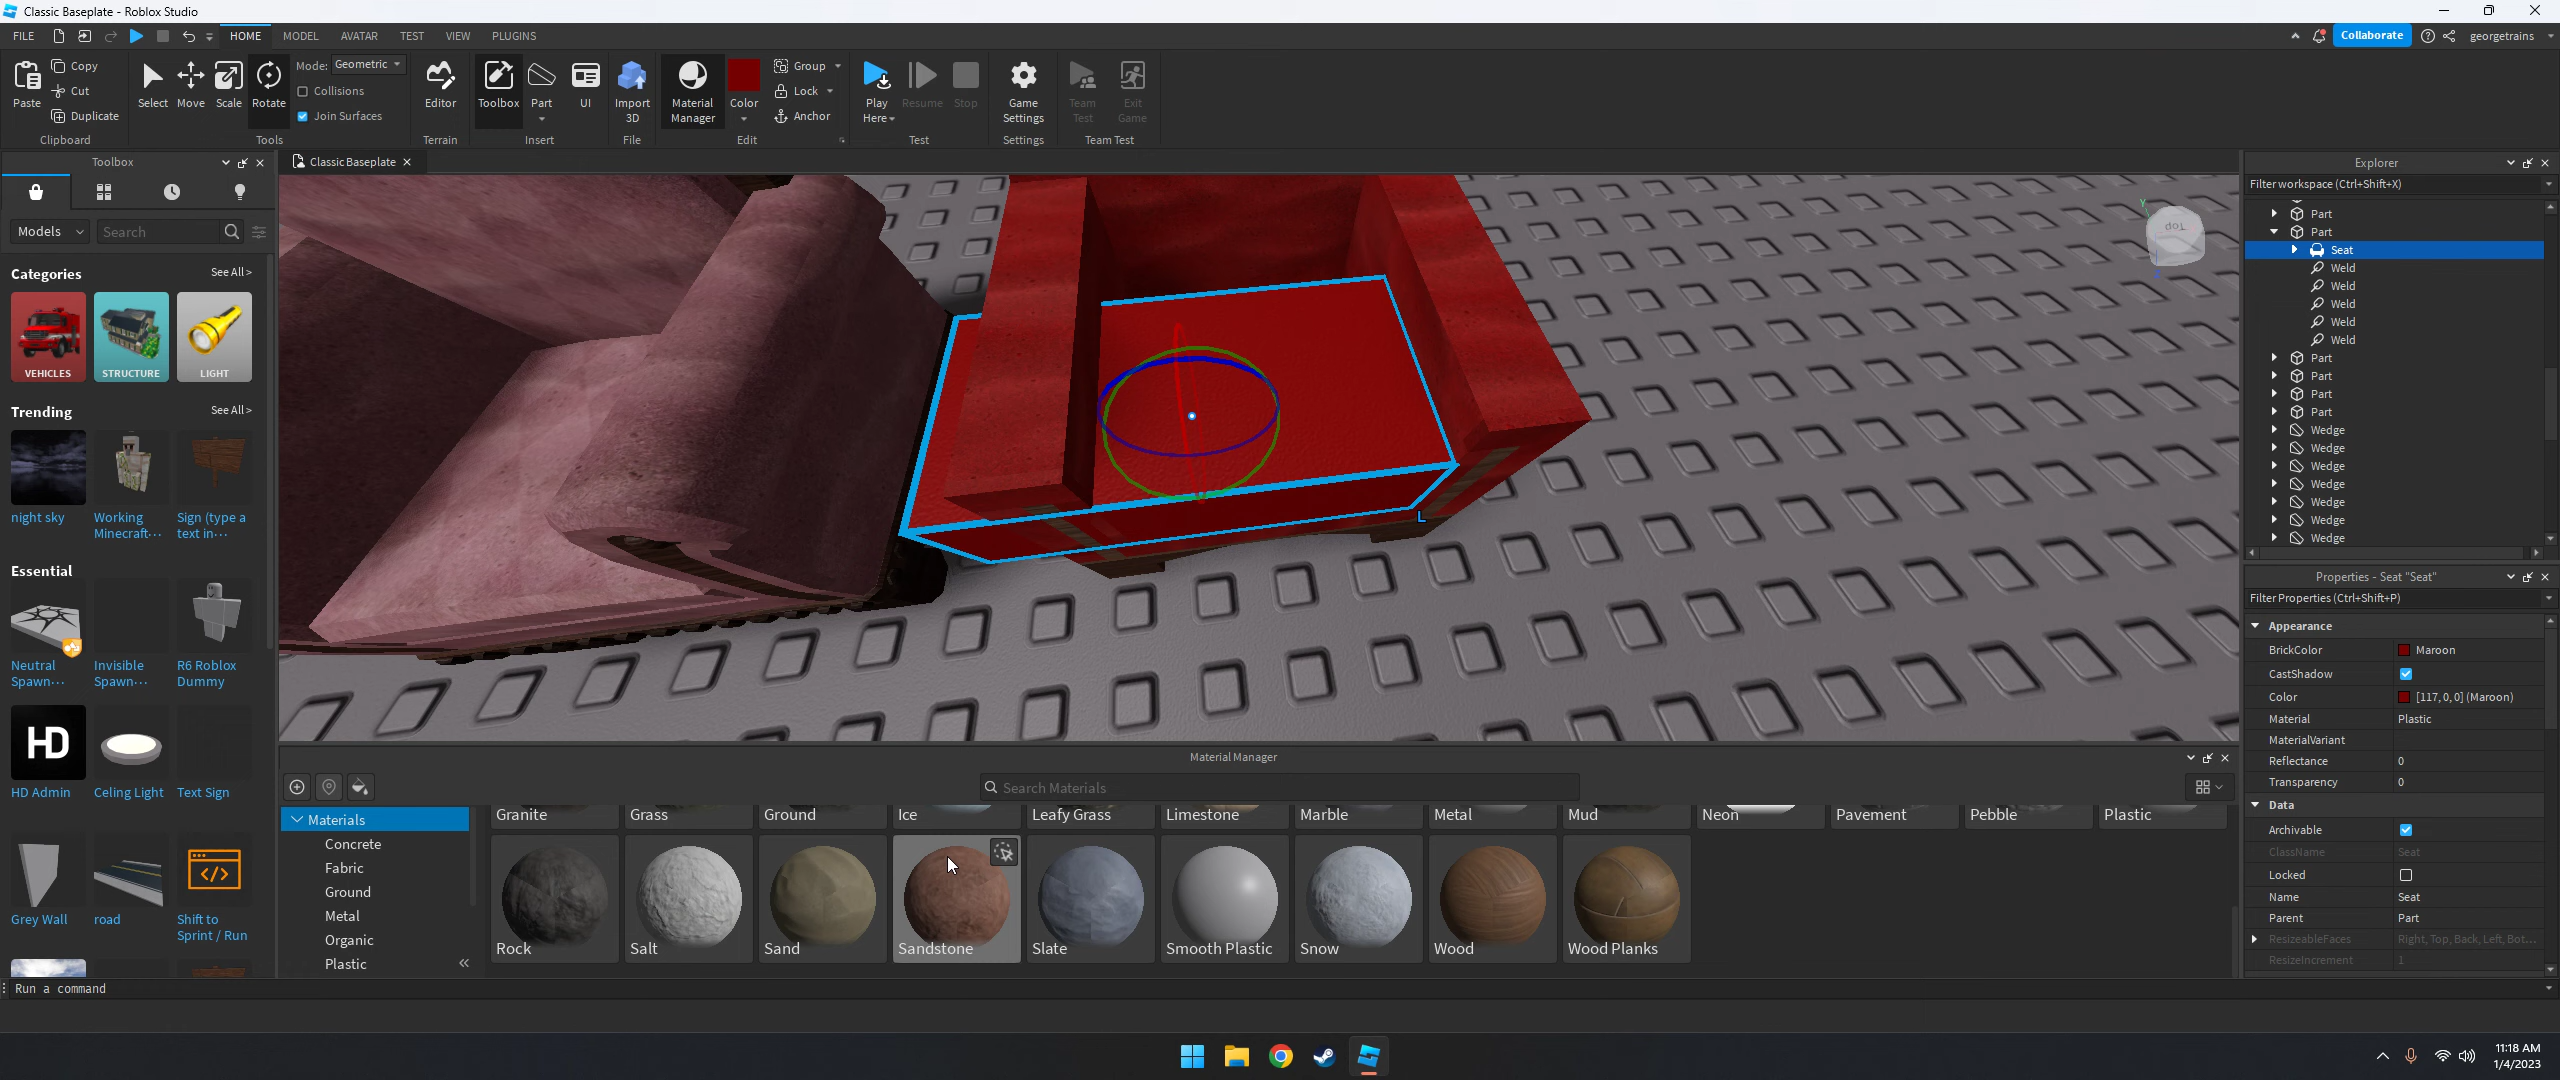 Classic Baseplate - Roblox Studio
FILE HOME MODEL AVATAR TEST VIEW PLUGINS
Collaborate georgetrains
Paste
Copy
Cut
Duplicate
Clipboard
Select Move Scale Rotate
Mode: Geometric
Collisions
Join Surfaces
Tools
Editor
Terrain
Toolbox Part UI
Insert
Import
3D
File
Material
Manager
Color
Group
Lock
Anchor
Edit
Play
Here
Resume Stop
Test
Game
Settings
Settings
Team
Test
Exit
Game
Team Test
Toolbox
Models Search
Categories See All >
VEHICLES STRUCTURE LIGHT
Trending See All >
night sky
Working
Minecraft···
Sign (type a
text in···
Essential
Neutral
Spawn···
Invisible
Spawn···
R6 Roblox
Dummy
HD
HD Admin Celing Light Text Sign
Grey Wall road
Shift to
Sprint / Run
Classic Baseplate
Y
Top
L
Material Manager
Search Materials
Materials
Concrete
Fabric
Ground
Metal
Organic
Plastic
Granite Grass Ground Ice Leafy Grass Limestone Marble Metal Mud Neon Pavement Pebble Plastic
Rock Salt Sand Sandstone Slate Smooth Plastic Snow Wood Wood Planks
Explorer
Filter workspace (Ctrl+Shift+X)
Part
Part
Seat
Weld
Weld
Weld
Weld
Weld
Part
Part
Part
Part
Wedge
Wedge
Wedge
Wedge
Wedge
Wedge
Wedge
Properties - Seat "Seat"
Filter Properties (Ctrl+Shift+P)
Appearance
BrickColor Maroon
CastShadow
Color [117, 0, 0] (Maroon)
Material Plastic
MaterialVariant
Reflectance 0
Transparency 0
Data
Archivable
ClassName Seat
Locked
Name Seat
Parent Part
ResizeableFaces Right, Top, Back, Left, Bot...
ResizeIncrement 1
Run a command
11:18 AM
1/4/2023